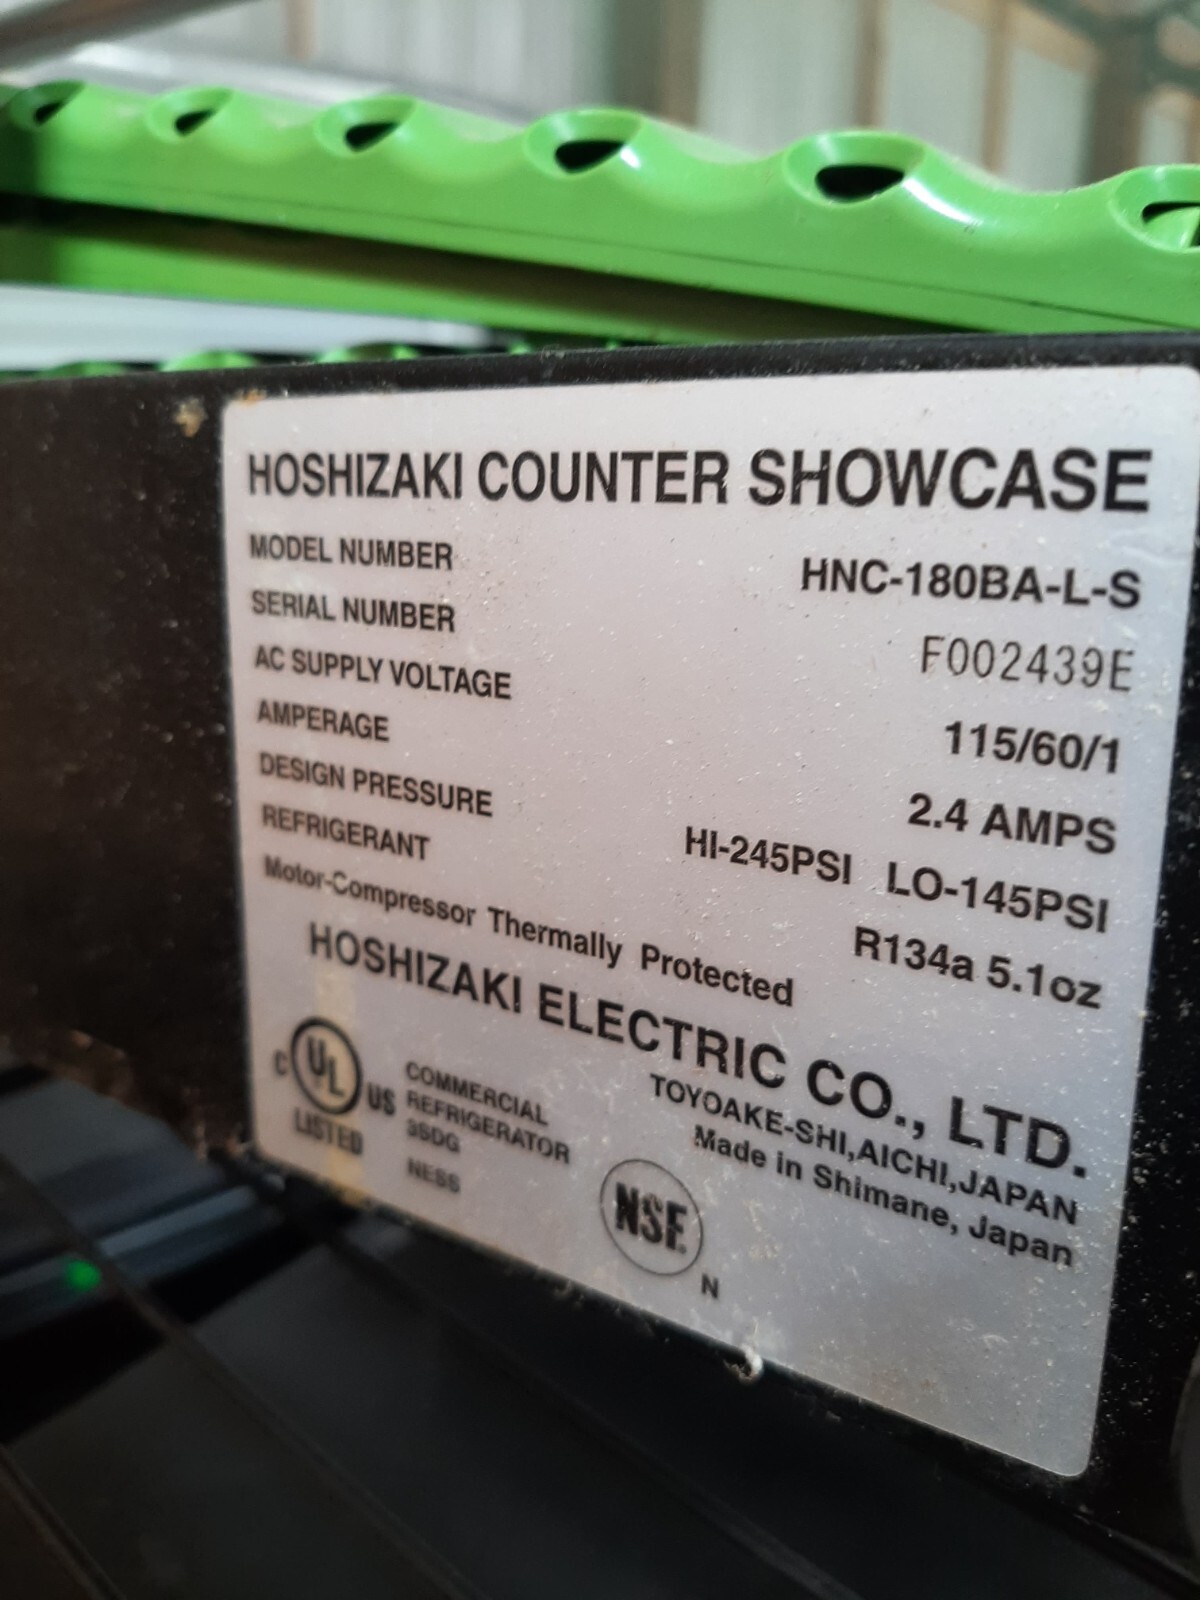 HOSHIZAKI COUNTER SHOWCASE
MODEL NUMBER HNC-180BA-L-S
SERIAL NUMBER F002439E
AC SUPPLY VOLTAGE 115/60/1
AMPERAGE 2.4 AMPS
DESIGN PRESSURE HI-245PSI LO-145PSI
REFRIGERANT R134a 5.1oz
Motor-Compressor Thermally Protected
HOSHIZAKI ELECTRIC CO., LTD.
TOYOAKE-SHI,AICHI,JAPAN
Made in Shimane, Japan
C UL US
LISTED
COMMERCIAL
REFRIGERATOR
3SDG
NESS
NSF.
N